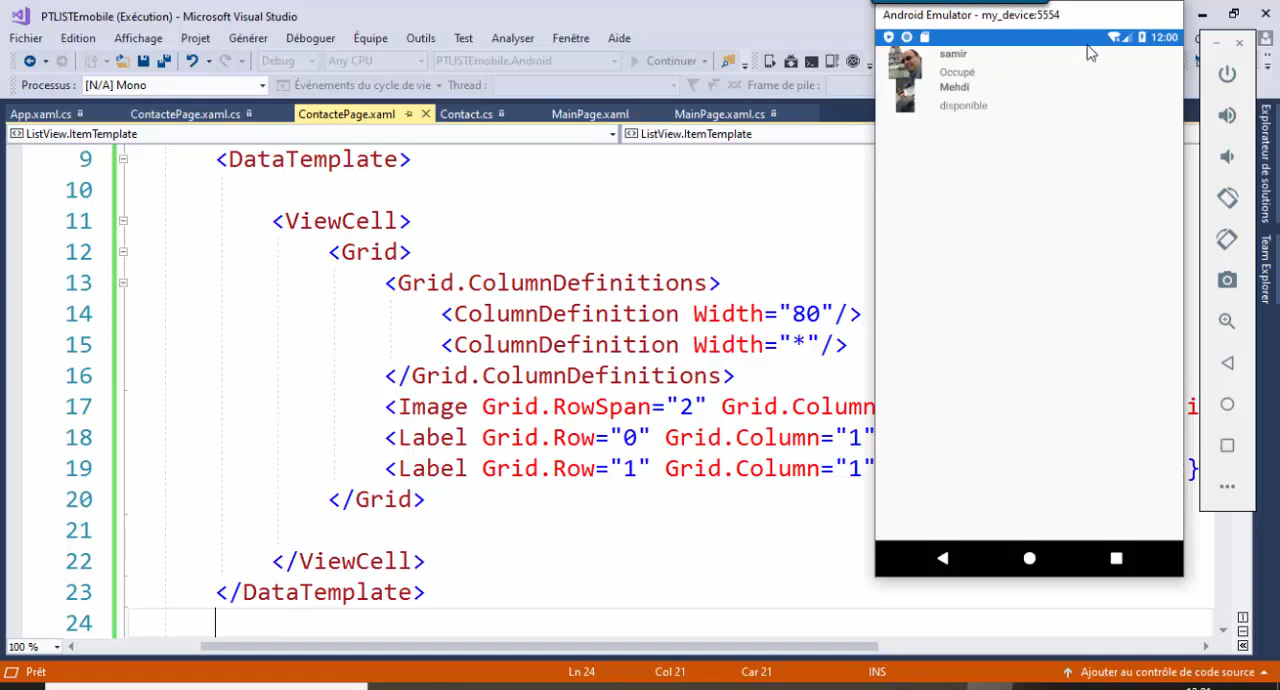 PTLISTEmobile (Exécution) - Microsoft Visual Studio
Fichier Edition Affichage Projet Générer Déboguer Équipe Outils Test Analyser Fenêtre Aide
Debug Any CPU PTLISTEmobile.Android Continuer
Processus : [N/A] Mono Événements du cycle de vie Thread : Frame de pile :
App.xaml.cs ContactePage.xaml.cs ContactePage.xaml Contact.cs MainPage.xaml MainPage.xaml.cs
ListView.ItemTemplate ListView.ItemTemplate
9 <DataTemplate>
10
11 <ViewCell>
12 <Grid>
13 <Grid.ColumnDefinitions>
14 <ColumnDefinition Width="80"/>
15 <ColumnDefinition Width="*"/>
16 </Grid.ColumnDefinitions>
17 <Image Grid.RowSpan="2" Grid.Column i
18 <Label Grid.Row="0" Grid.Column="1"
19 <Label Grid.Row="1" Grid.Column="1" }
20 </Grid>
21
22 </ViewCell>
23 </DataTemplate>
24
100 %
Prêt Ln 24 Col 21 Car 21 INS Ajouter au contrôle de code source
Android Emulator - my_device:5554
12:00
samir
Occupé
Mehdi
disponible
Explorateur de solutions
Team Explorer